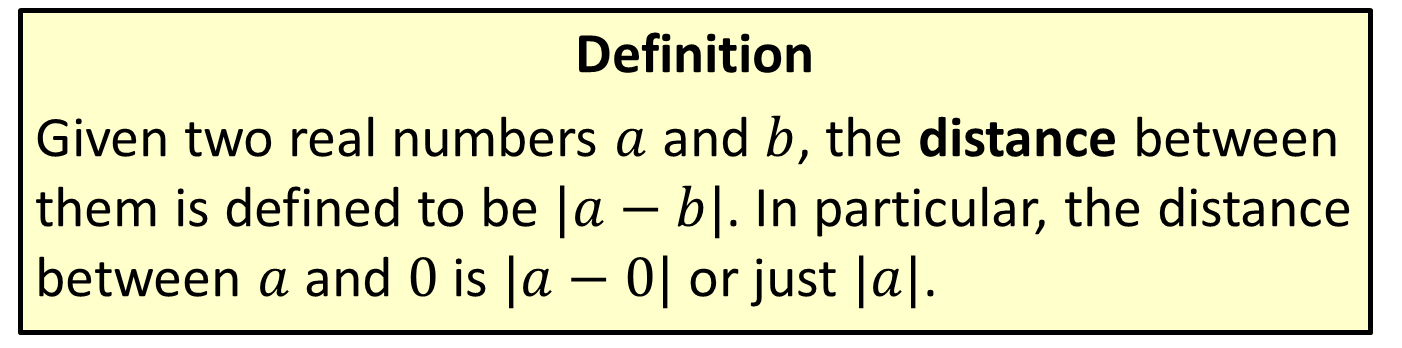 Definition
Given two real numbers a and b, the distance between
them is defined to be |a − b|. In particular, the distance
between a and 0 is |a − 0| or just |a|.